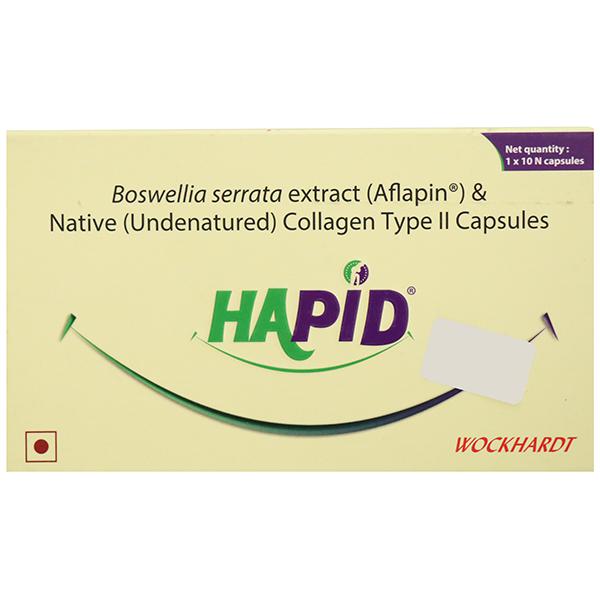 Net quantity :
1 x 10 N capsules
Boswellia serrata extract (Aflapin®) &
Native (Undenatured) Collagen Type II Capsules
HAPiD®
WOCKHARDT